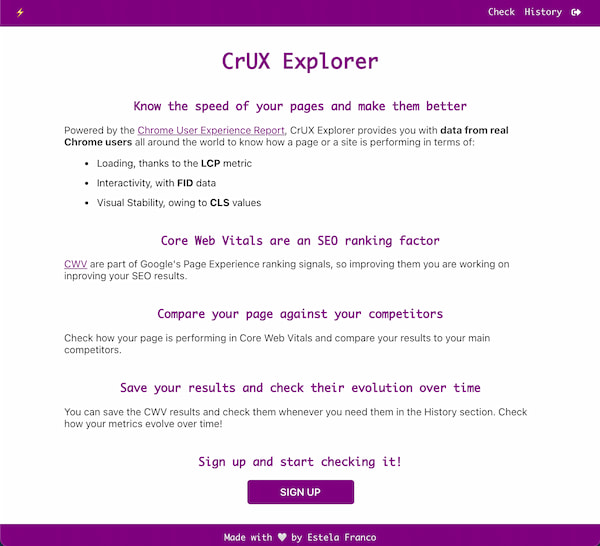 Check History
CrUX Explorer
Know the speed of your pages and make them better
Powered by the Chrome User Experience Report, CrUX Explorer provides you with data from real
Chrome users all around the world to know how a page or a site is performing in terms of:
• Loading, thanks to the LCP metric
• Interactivity, with FID data
• Visual Stability, owing to CLS values
Core Web Vitals are an SEO ranking factor
CWV are part of Google's Page Experience ranking signals, so improving them you are working on
inproving your SEO results.
Compare your page against your competitors
Check how your page is performing in Core Web Vitals and compare your results to your main
competitors.
Save your results and check their evolution over time
You can save the CWV results and check them whenever you need them in the History section. Check
how your metrics evolve over time!
Sign up and start checking it!
SIGN UP
Made with 🤍 by Estela Franco